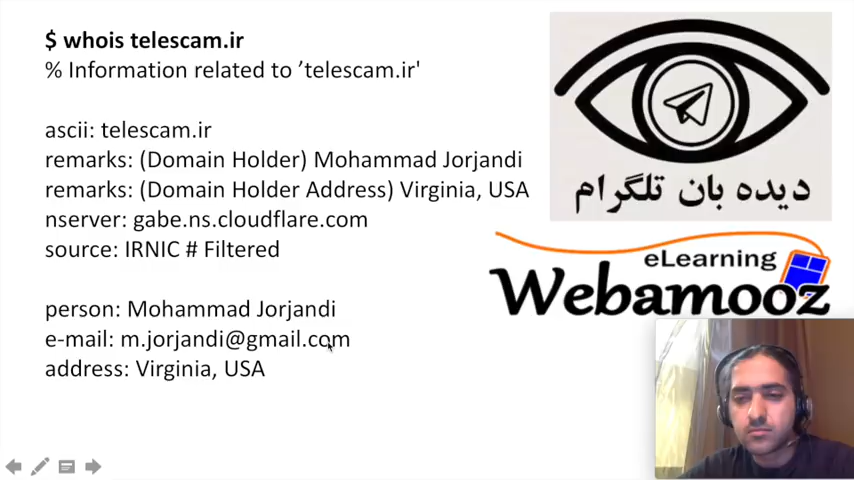 $ whois telescam.ir
% Information related to ’telescam.ir'
ascii: telescam.ir
remarks: (Domain Holder) Mohammad Jorjandi
remarks: (Domain Holder Address) Virginia, USA
nserver: gabe.ns.cloudflare.com
source: IRNIC # Filtered
person: Mohammad Jorjandi
e-mail: m.jorjandi@gmail.com
address: Virginia, USA
دیده بان تلگرام
eLearning
Webamooz